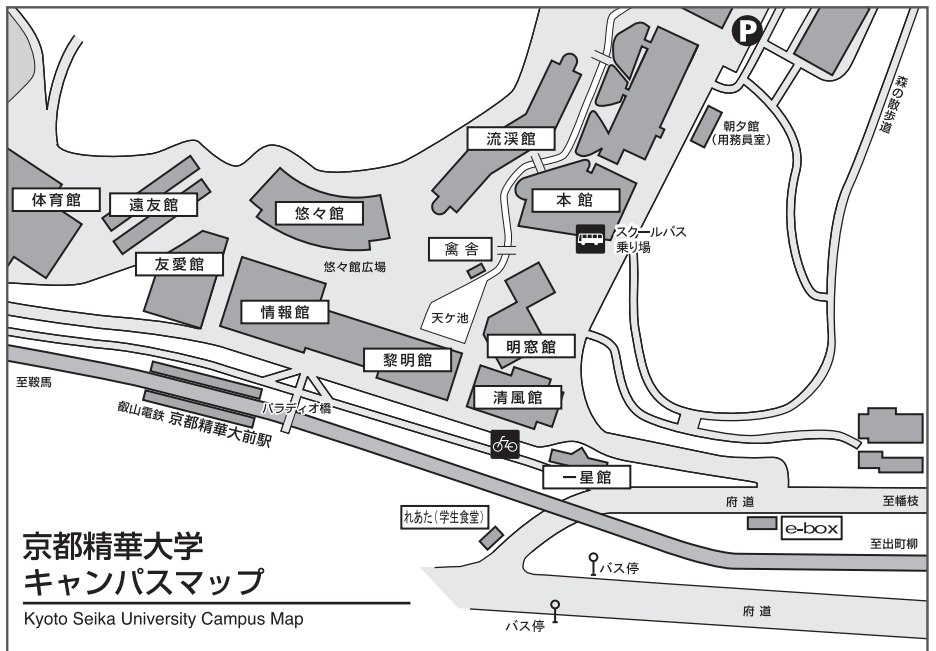 P
森の散歩道
朝夕館
（用務員室）
流渓館
体育館
遠友館
悠々館
本館
スクールバス
乗り場
禽舎
友愛館
悠々館広場
情報館
天ケ池
明窓館
黎明館
清風館
至鞍馬
パラディオ橋
叡山電鉄 京都精華大前駅
一星館
府道
至幡枝
れあた（学生食堂）
e-box
至出町柳
バス停
府道
バス停
京都精華大学
キャンパスマップ
Kyoto Seika University Campus Map